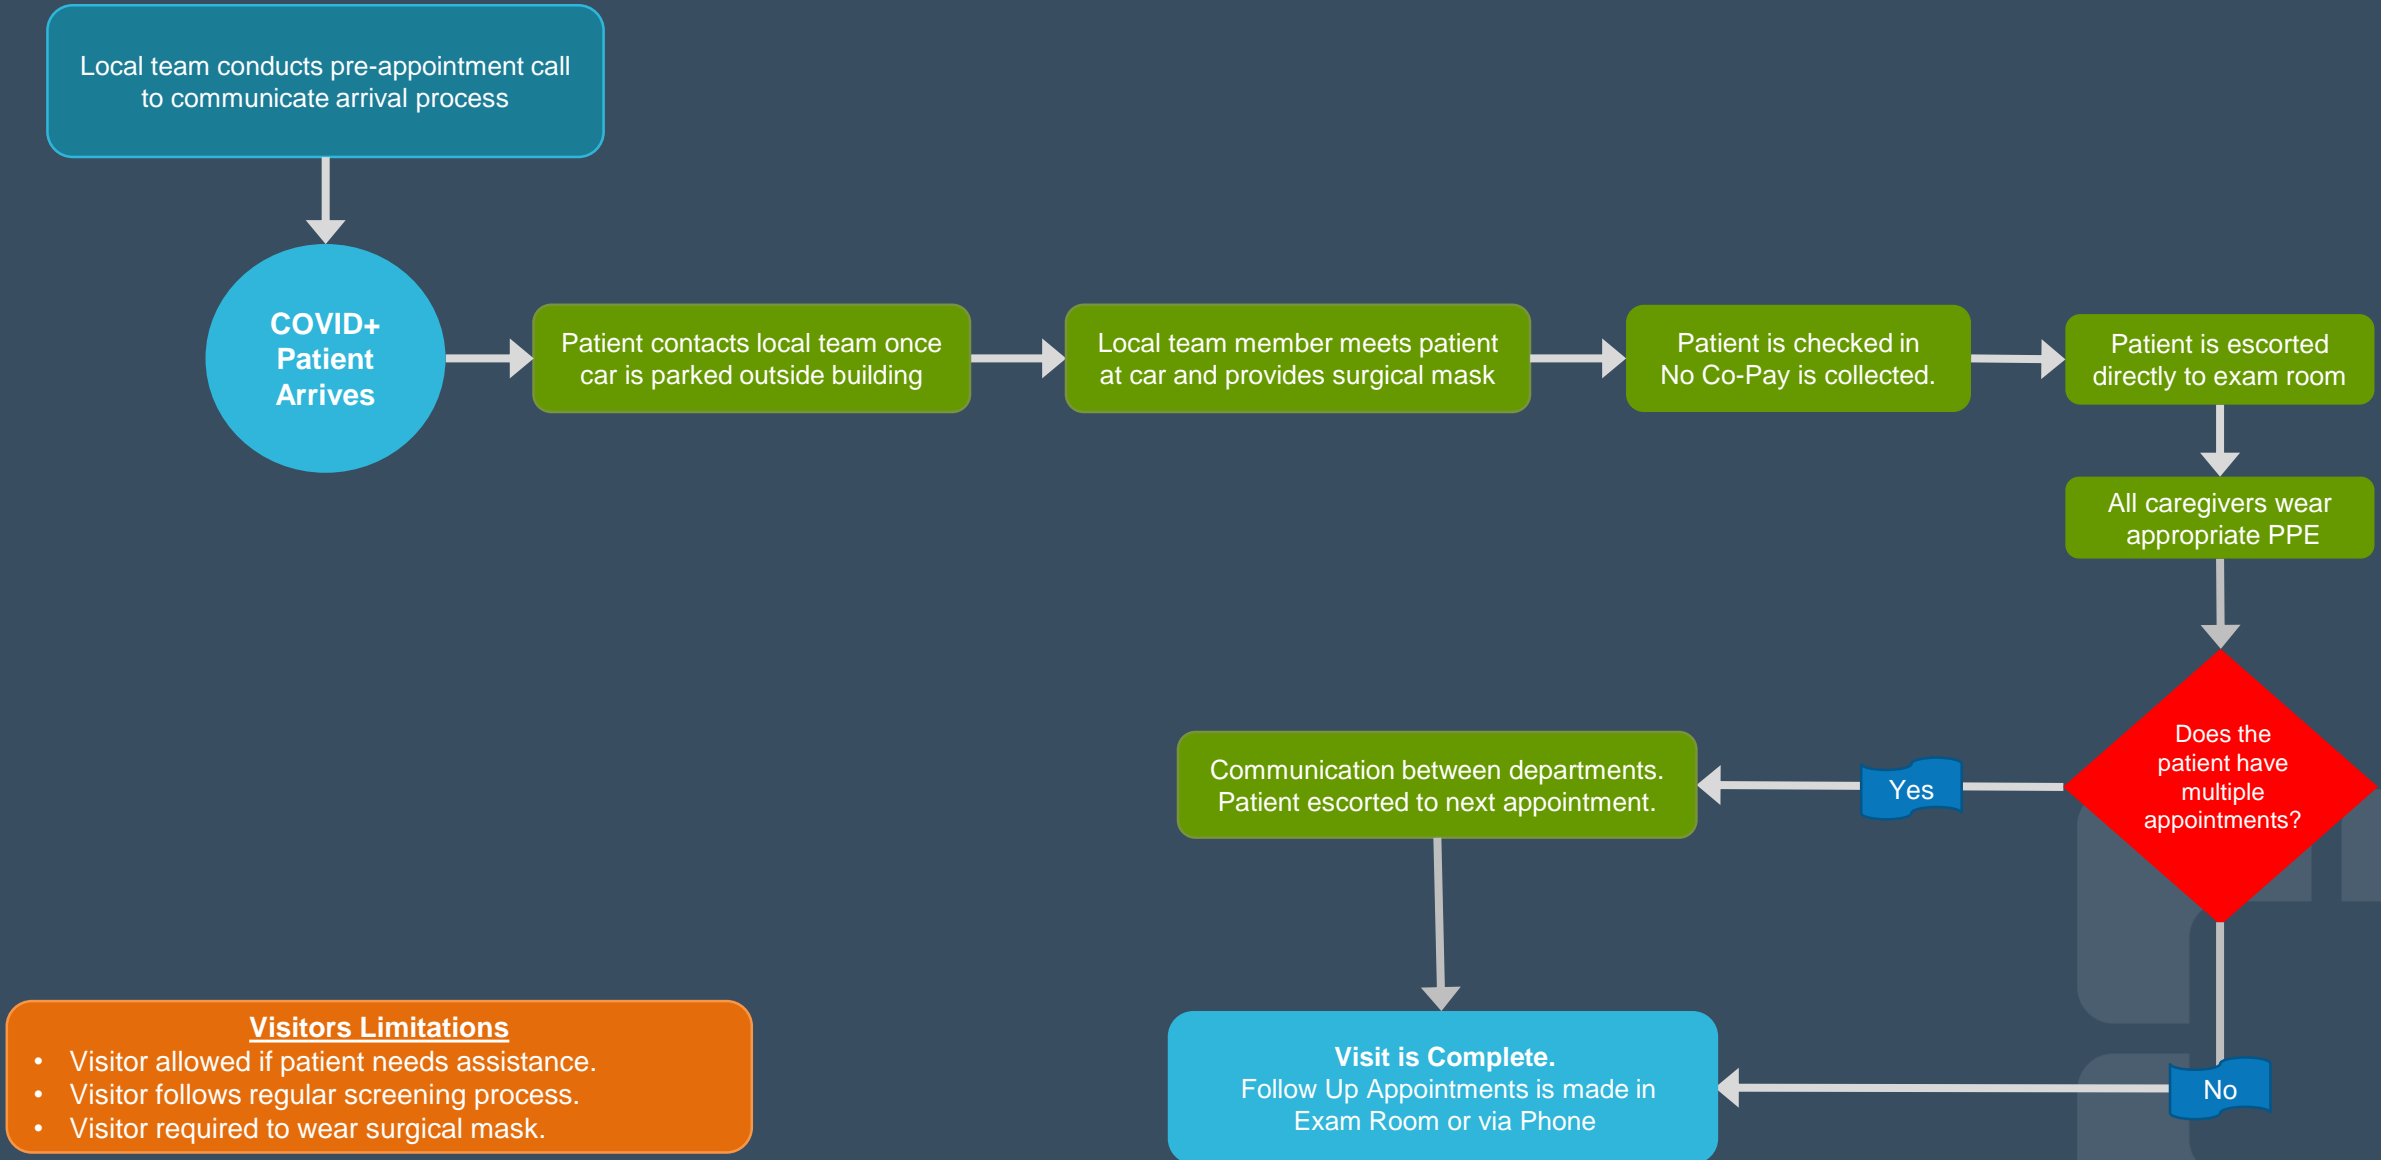 Local team conducts pre-appointment call
to communicate arrival process
COVID+
Patient
Arrives
Patient contacts local team once
car is parked outside building
Local team member meets patient
at car and provides surgical mask
Patient is checked in
No Co-Pay is collected.
Patient is escorted
directly to exam room
All caregivers wear
appropriate PPE
Does the
patient have
multiple
appointments?
Yes
Communication between departments.
Patient escorted to next appointment.
No
Visit is Complete.
Follow Up Appointments is made in
Exam Room or via Phone
Visitors Limitations
• Visitor allowed if patient needs assistance.
• Visitor follows regular screening process.
• Visitor required to wear surgical mask.